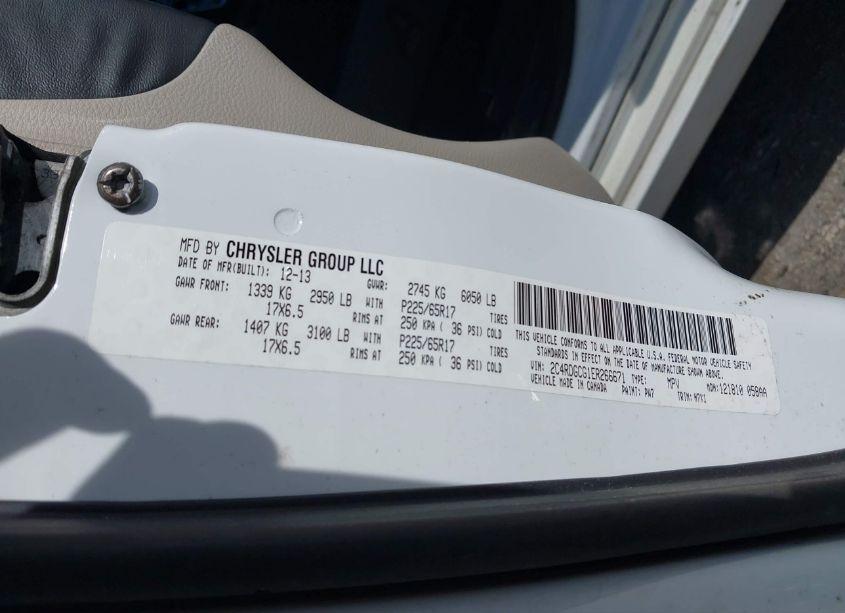 MFD BY CHRYSLER GROUP LLC
DATE OF MFR(BUILT): 12-13 GVWR: 2745 KG 6050 LB
GAWR FRONT: 1339 KG 2950 LB WITH P225/65R17 TIRES
17X6.5 RIMS AT 250 KPA ( 36 PSI) COLD
GAWR REAR: 1407 KG 3100 LB WITH P225/65R17 TIRES
17X6.5 RIMS AT 250 KPA ( 36 PSI) COLD
THIS VEHICLE CONFORMS TO ALL APPLICABLE U.S.A. FEDERAL MOTOR VEHICLE SAFETY
STANDARDS IN EFFECT ON THE DATE OF MANUFACTURE SHOWN ABOVE.
VIN: 2C4RDGCG1ER266671 TYPE: MPV MDH:121810 058AA
VEHICLE MADE IN CANADA PAINT: PW7 TRIM: